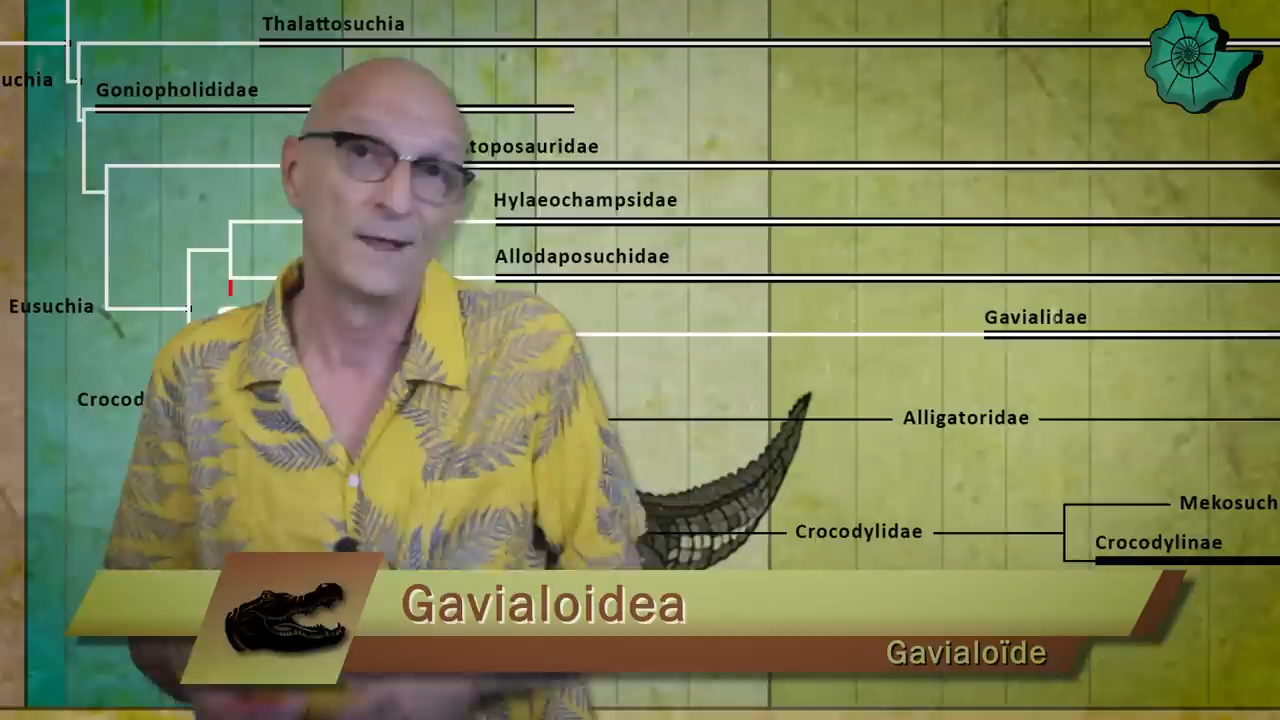 Thalattosuchia
uchia
Goniopholididae
toposauridae
Hylaeochampsidae
Allodaposuchidae
Eusuchia
Gavialidae
Crocod
Alligatoridae
Mekosuch
Crocodylidae
Crocodylinae
Gavialoidea
Gavialoïde